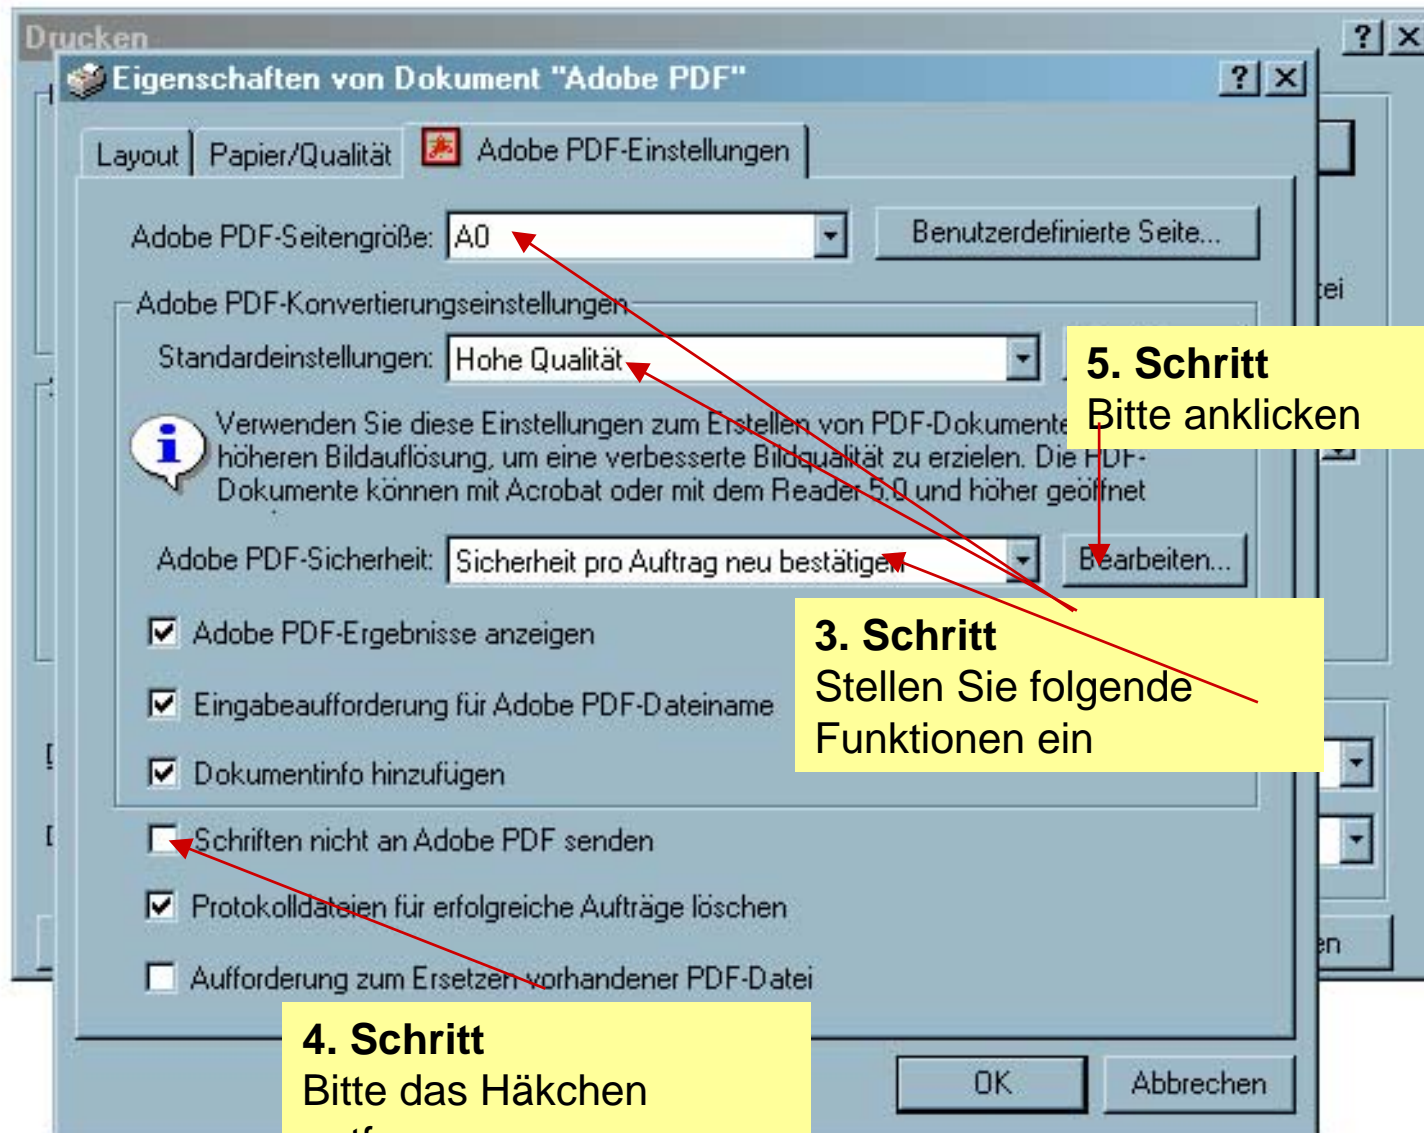 Drucken
Eigenschaften von Dokument "Adobe PDF"
Layout Papier/Qualität Adobe PDF-Einstellungen
Adobe PDF-Seitengröße: A0 Benutzerdefinierte Seite...
Adobe PDF-Konvertierungseinstellungen
Standardeinstellungen: Hohe Qualität
5. Schritt
Bitte anklicken
Verwenden Sie diese Einstellungen zum Erstellen von PDF-Dokumente
höheren Bildauflösung, um eine verbesserte Bildqualität zu erzielen. Die PDF-
Dokumente können mit Acrobat oder mit dem Reader 5.0 und höher geöffnet
Adobe PDF-Sicherheit: Sicherheit pro Auftrag neu bestätigen Bearbeiten...
Adobe PDF-Ergebnisse anzeigen
Eingabeaufforderung für Adobe PDF-Dateiname
Dokumentinfo hinzufügen
3. Schritt
Stellen Sie folgende
Funktionen ein
Schriften nicht an Adobe PDF senden
Protokolldateien für erfolgreiche Aufträge löschen
Aufforderung zum Ersetzen vorhandener PDF-Datei
4. Schritt
Bitte das Häkchen
OK Abbrechen